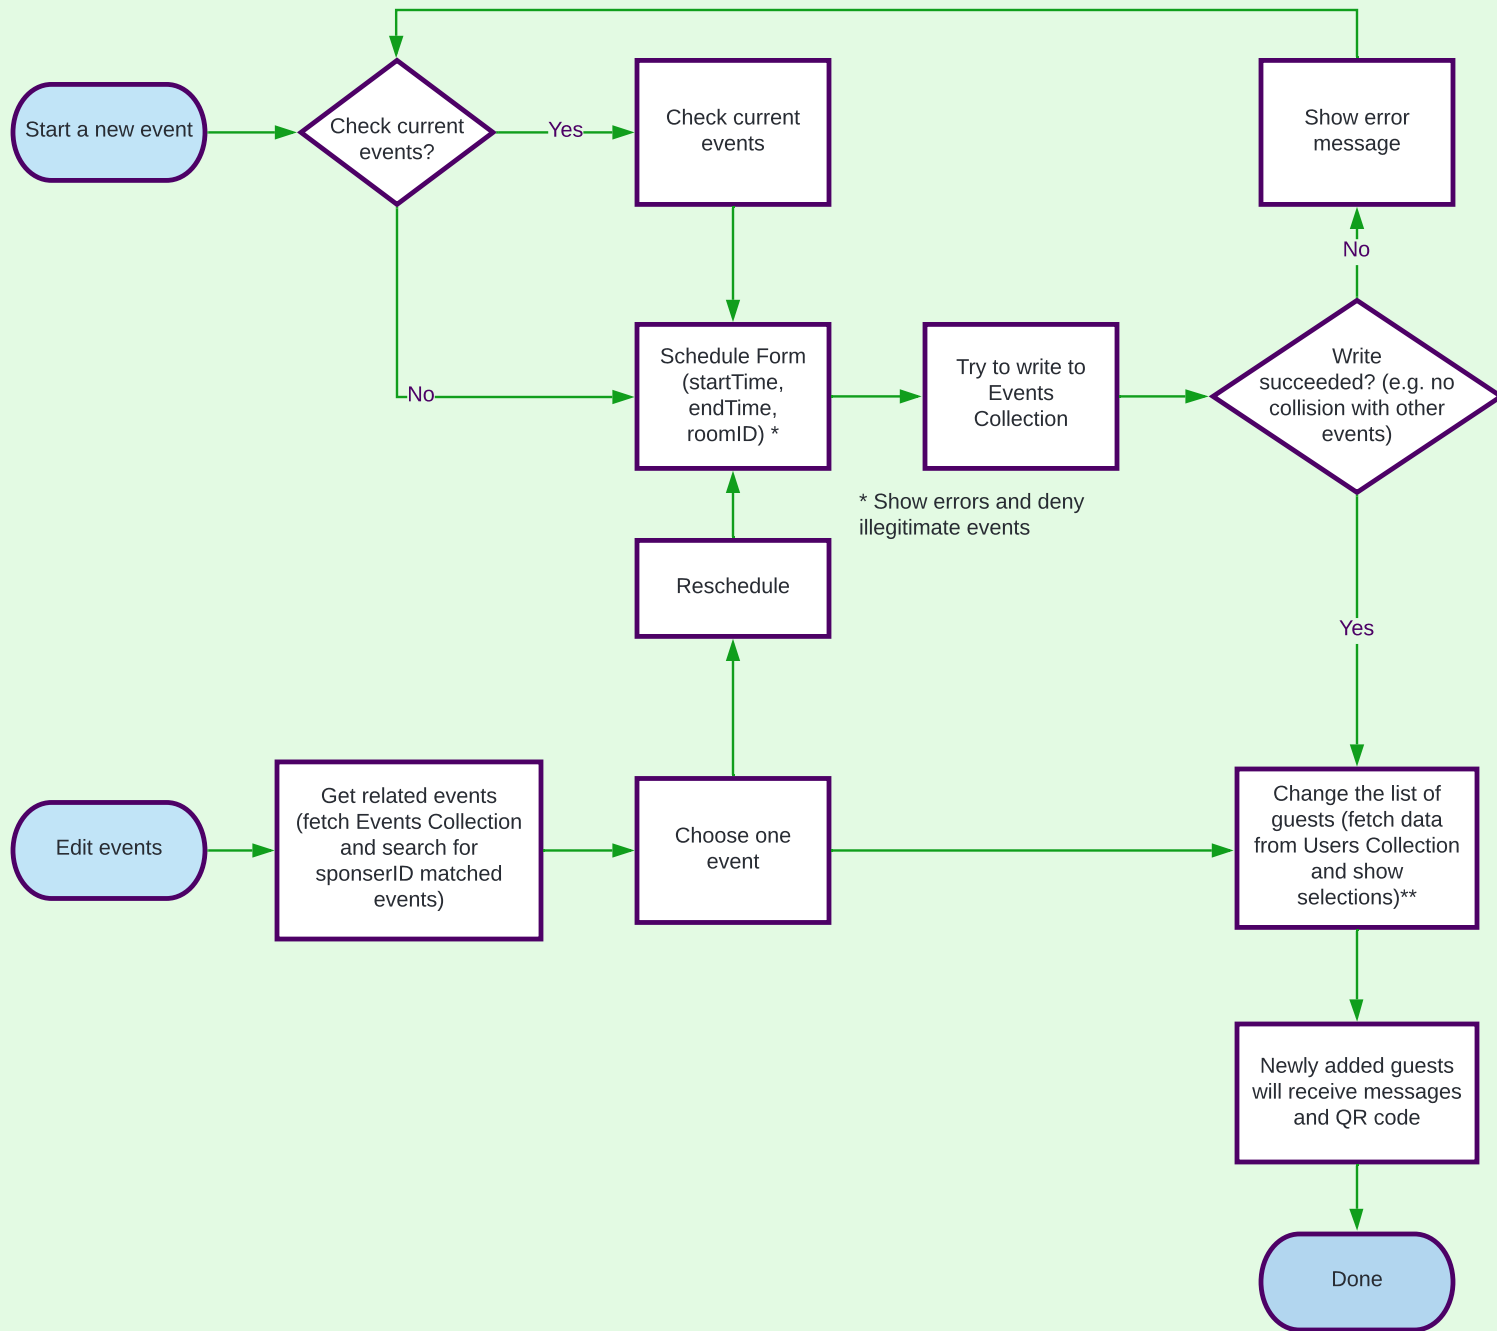 Start a new event
Check current
events?
Yes
Check current
events
Show error
message
No
No
Schedule Form
(startTime,
endTime,
roomID) *
Try to write to
Events
Collection
Write
succeeded? (e.g. no
collision with other
events)
* Show errors and deny
illegitimate events
Reschedule
Yes
Edit events
Get related events
(fetch Events Collection
and search for
sponserID matched
events)
Choose one
event
Change the list of
guests (fetch data
from Users Collection
and show
selections)**
Newly added guests
will receive messages
and QR code
Done